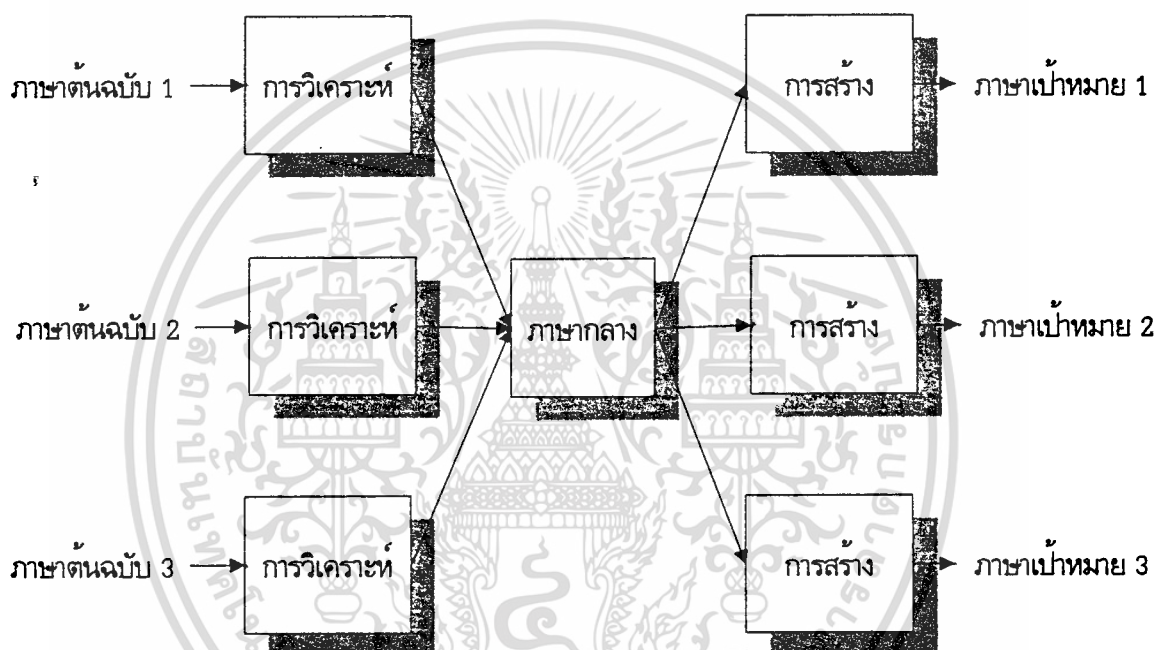 ภาษาต้นฉบับ 1 การวิเคราะห์ การสร้าง ภาษาเป้าหมาย 1
ภาษาต้นฉบับ 2 การวิเคราะห์ ภาษากลาง การสร้าง ภาษาเป้าหมาย 2
ภาษาต้นฉบับ 3 การวิเคราะห์ การสร้าง ภาษาเป้าหมาย 3